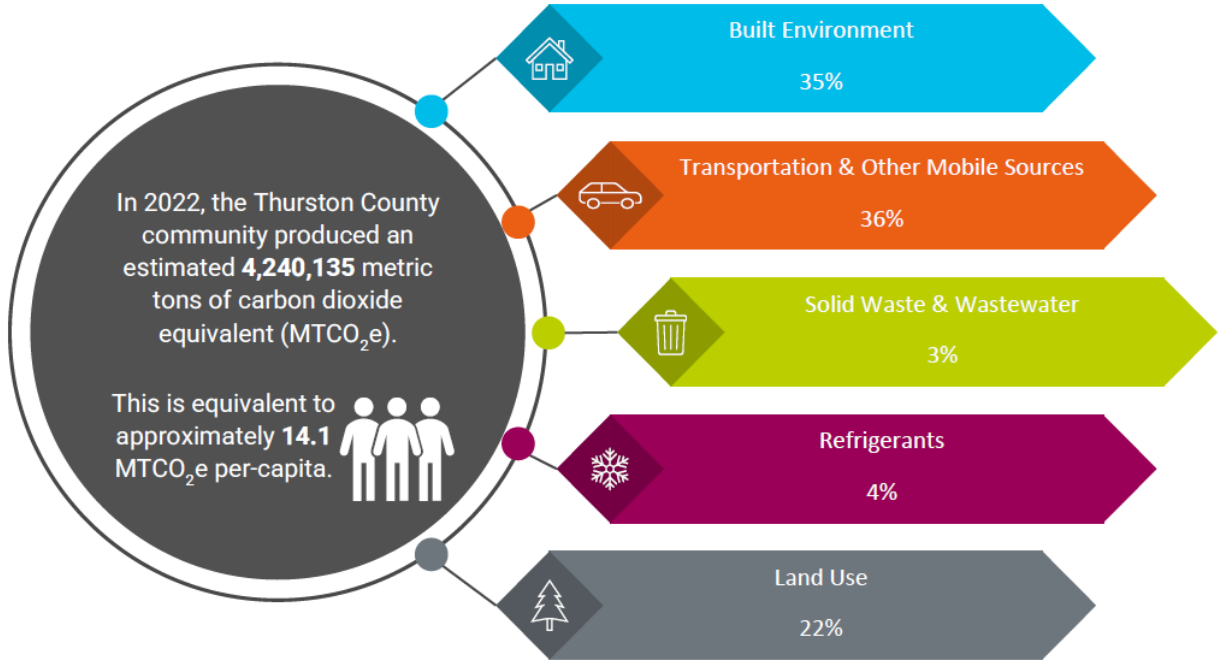 In 2022, the Thurston County
community produced an
estimated 4,240,135 metric
tons of carbon dioxide
equivalent (MTCO₂e).
This is equivalent to
approximately 14.1
MTCO₂e per-capita.
Built Environment
35%
Transportation & Other Mobile Sources
36%
Solid Waste & Wastewater
3%
Refrigerants
4%
Land Use
22%